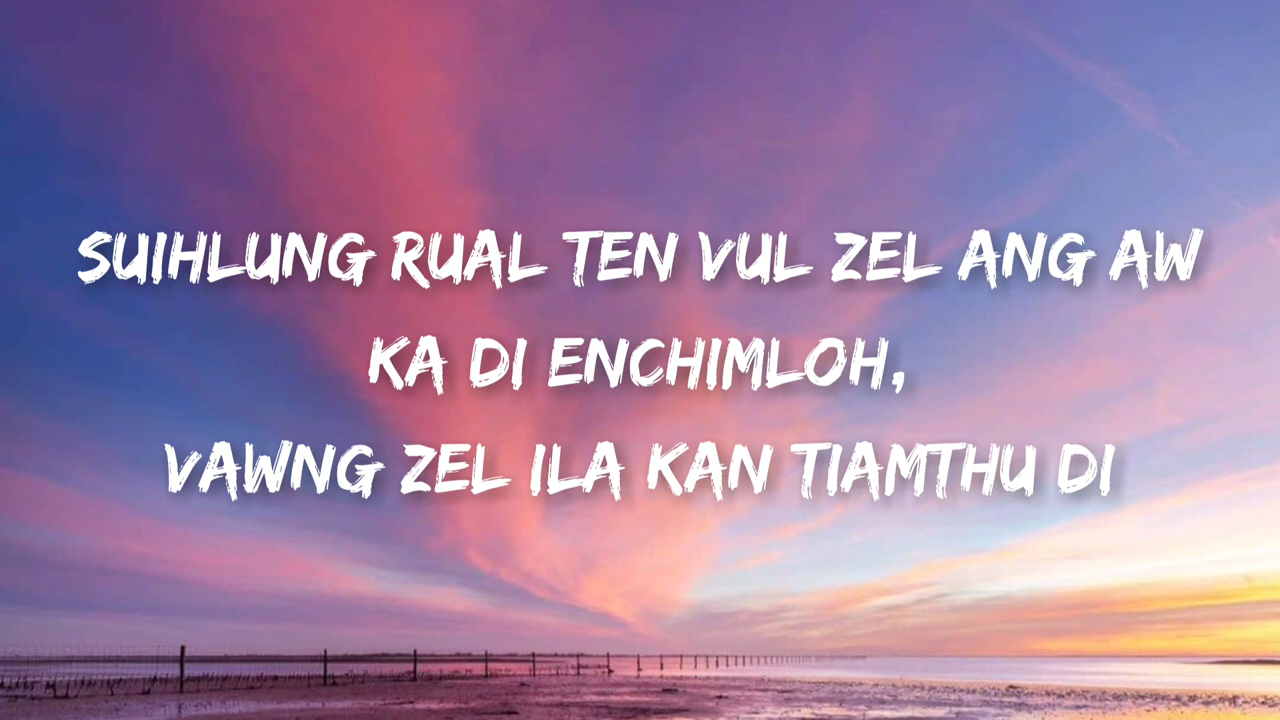 SUIHLUNG RUAL TEN VUL ZEL ANG AW
KA DI ENCHIMLOH,
VAWNG ZEL ILA KAN TIAMTHU DI